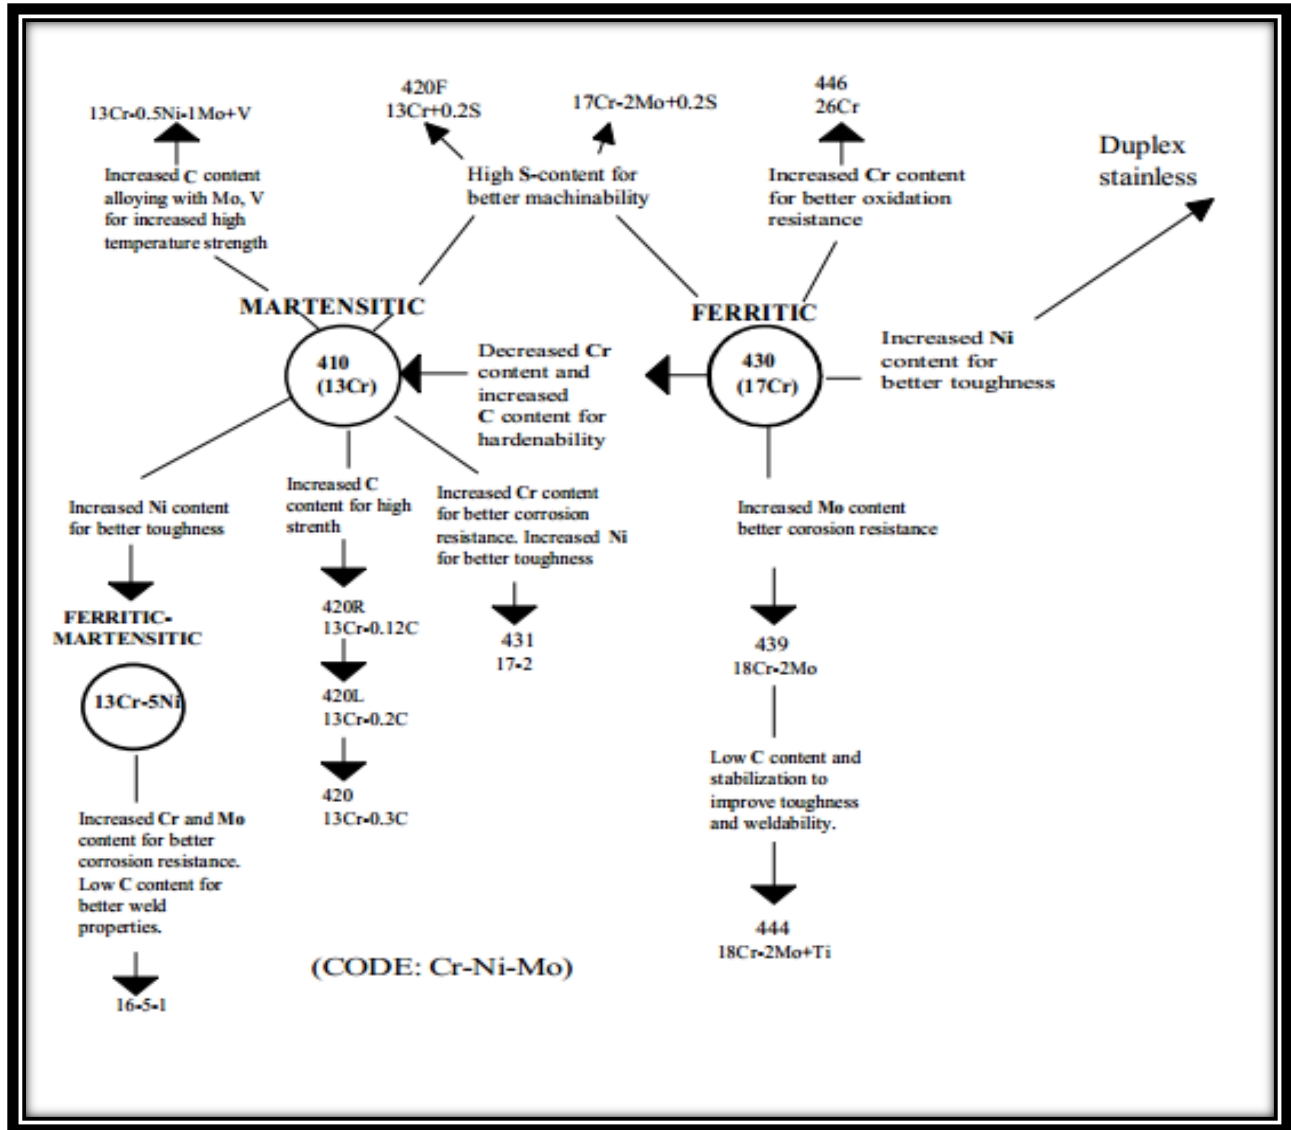 13Cr-0.5Ni-1Mo+V
Increased C content
alloying with Mo, V
for increased high
temperature strength
420F
13Cr+0.2S
17Cr-2Mo+0.2S
High S-content for
better machinability
446
26Cr
Increased Cr content
for better oxidation
resistance
Duplex
stainless
MARTENSITIC
410
(13Cr)
Decreased Cr
content and
increased
C content for
hardenability
FERRITIC
430
(17Cr)
Increased Ni
content for
better toughness
Increased Ni content
for better toughness
FERRITIC-
MARTENSITIC
13Cr-5Ni
Increased Cr and Mo
content for better
corrosion resistance.
Low C content for
better weld
properties.
16-5-1
Increased C
content for high
strenth
420R
13Cr-0.12C
420L
13Cr-0.2C
420
13Cr-0.3C
Increased Cr content
for better corrosion
resistance. Increased Ni
for better toughness
431
17-2
Increased Mo content
better corosion resistance
439
18Cr-2Mo
Low C content and
stabilization to
improve toughness
and weldability.
444
18Cr-2Mo+Ti
(CODE: Cr-Ni-Mo)